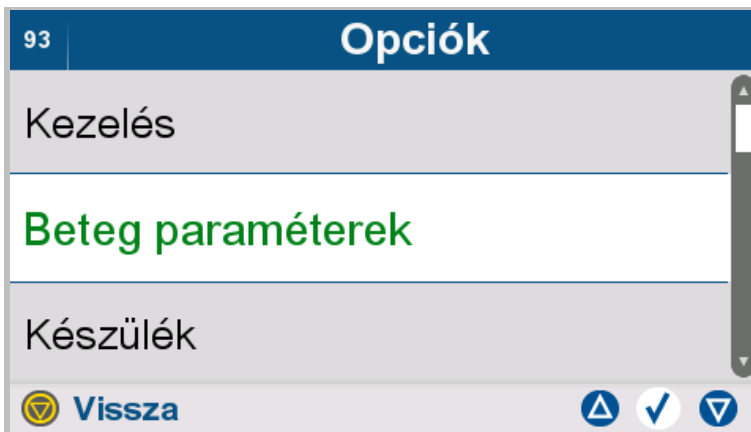 93 Opciók
Kezelés
Beteg paraméterek
Készülék
Vissza